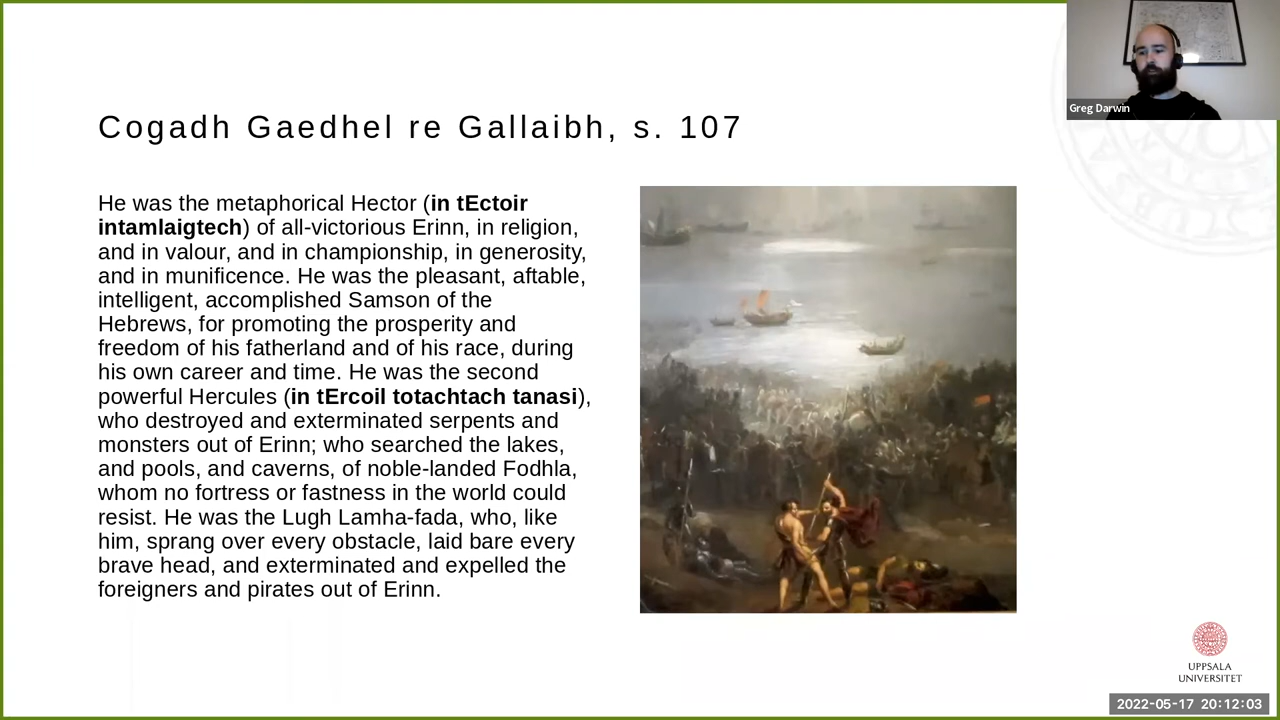 Greg Darwin
Cogadh Gaedhel re Gallaibh, s. 107
He was the metaphorical Hector (in tEctoir
intamlaigtech) of all-victorious Erinn, in religion,
and in valour, and in championship, in generosity,
and in munificence. He was the pleasant, aftable,
intelligent, accomplished Samson of the
Hebrews, for promoting the prosperity and
freedom of his fatherland and of his race, during
his own career and time. He was the second
powerful Hercules (in tErcoil totachtach tanasi),
who destroyed and exterminated serpents and
monsters out of Erinn; who searched the lakes,
and pools, and caverns, of noble-landed Fodhla,
whom no fortress or fastness in the world could
resist. He was the Lugh Lamha-fada, who, like
him, sprang over every obstacle, laid bare every
brave head, and exterminated and expelled the
foreigners and pirates out of Erinn.
UPPSALA
UNIVERSITET
2022-05-17 20:12:03